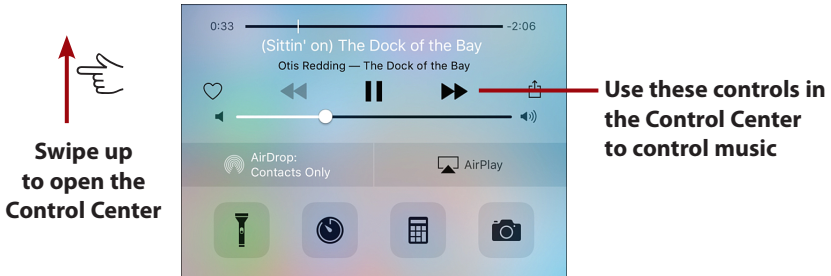 0:33
-2:06
(Sittin' on) The Dock of the Bay
Otis Redding — The Dock of the Bay
AirDrop:
Contacts Only
AirPlay
Swipe up
to open the
Control Center
Use these controls in
the Control Center
to control music